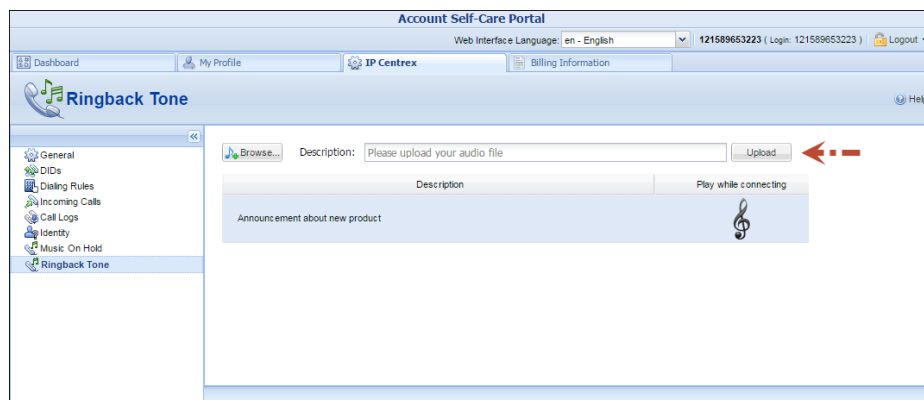 Account Self-Care Portal
Web Interface Language: en - English 121589653223 ( Login: 121589653223 ) Logout
Dashboard My Profile IP Centrex Billing Information
Ringback Tone Help
General
DIDs
Dialing Rules
Incoming Calls
Call Logs
Identity
Music On Hold
Ringback Tone
Browse... Description: Please upload your audio file Upload
Description Play while connecting
Announcement about new product